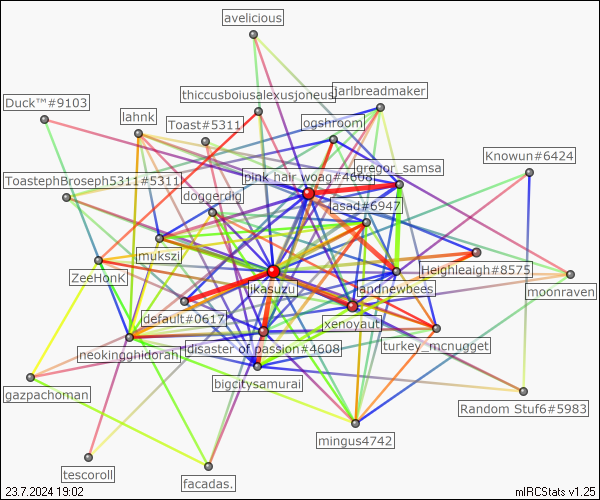 avelicious
thiccusboiusalexusjoneus
jarlbreadmaker
Duck™#9103
lahnk
Toast#5311
ogshroom
Knowun#6424
pink hair woag#4608
gregor_samsa
ToastephBroseph5311#5311
doggerdig
asad#6947
mukszi
ZeeHonK
ikasuzu
landnewbees
Heighleaigh#8575
moonraven
default#0617
xenoyaut
neokingghidorah
disaster of passion#4608
turkey_mcnugget
bigcitysamurai
gazpachoman
Random Stuf6#5983
mingus4742
tescoroll
facadas.
23.7.2024 19:02
mIRCStats v1.25